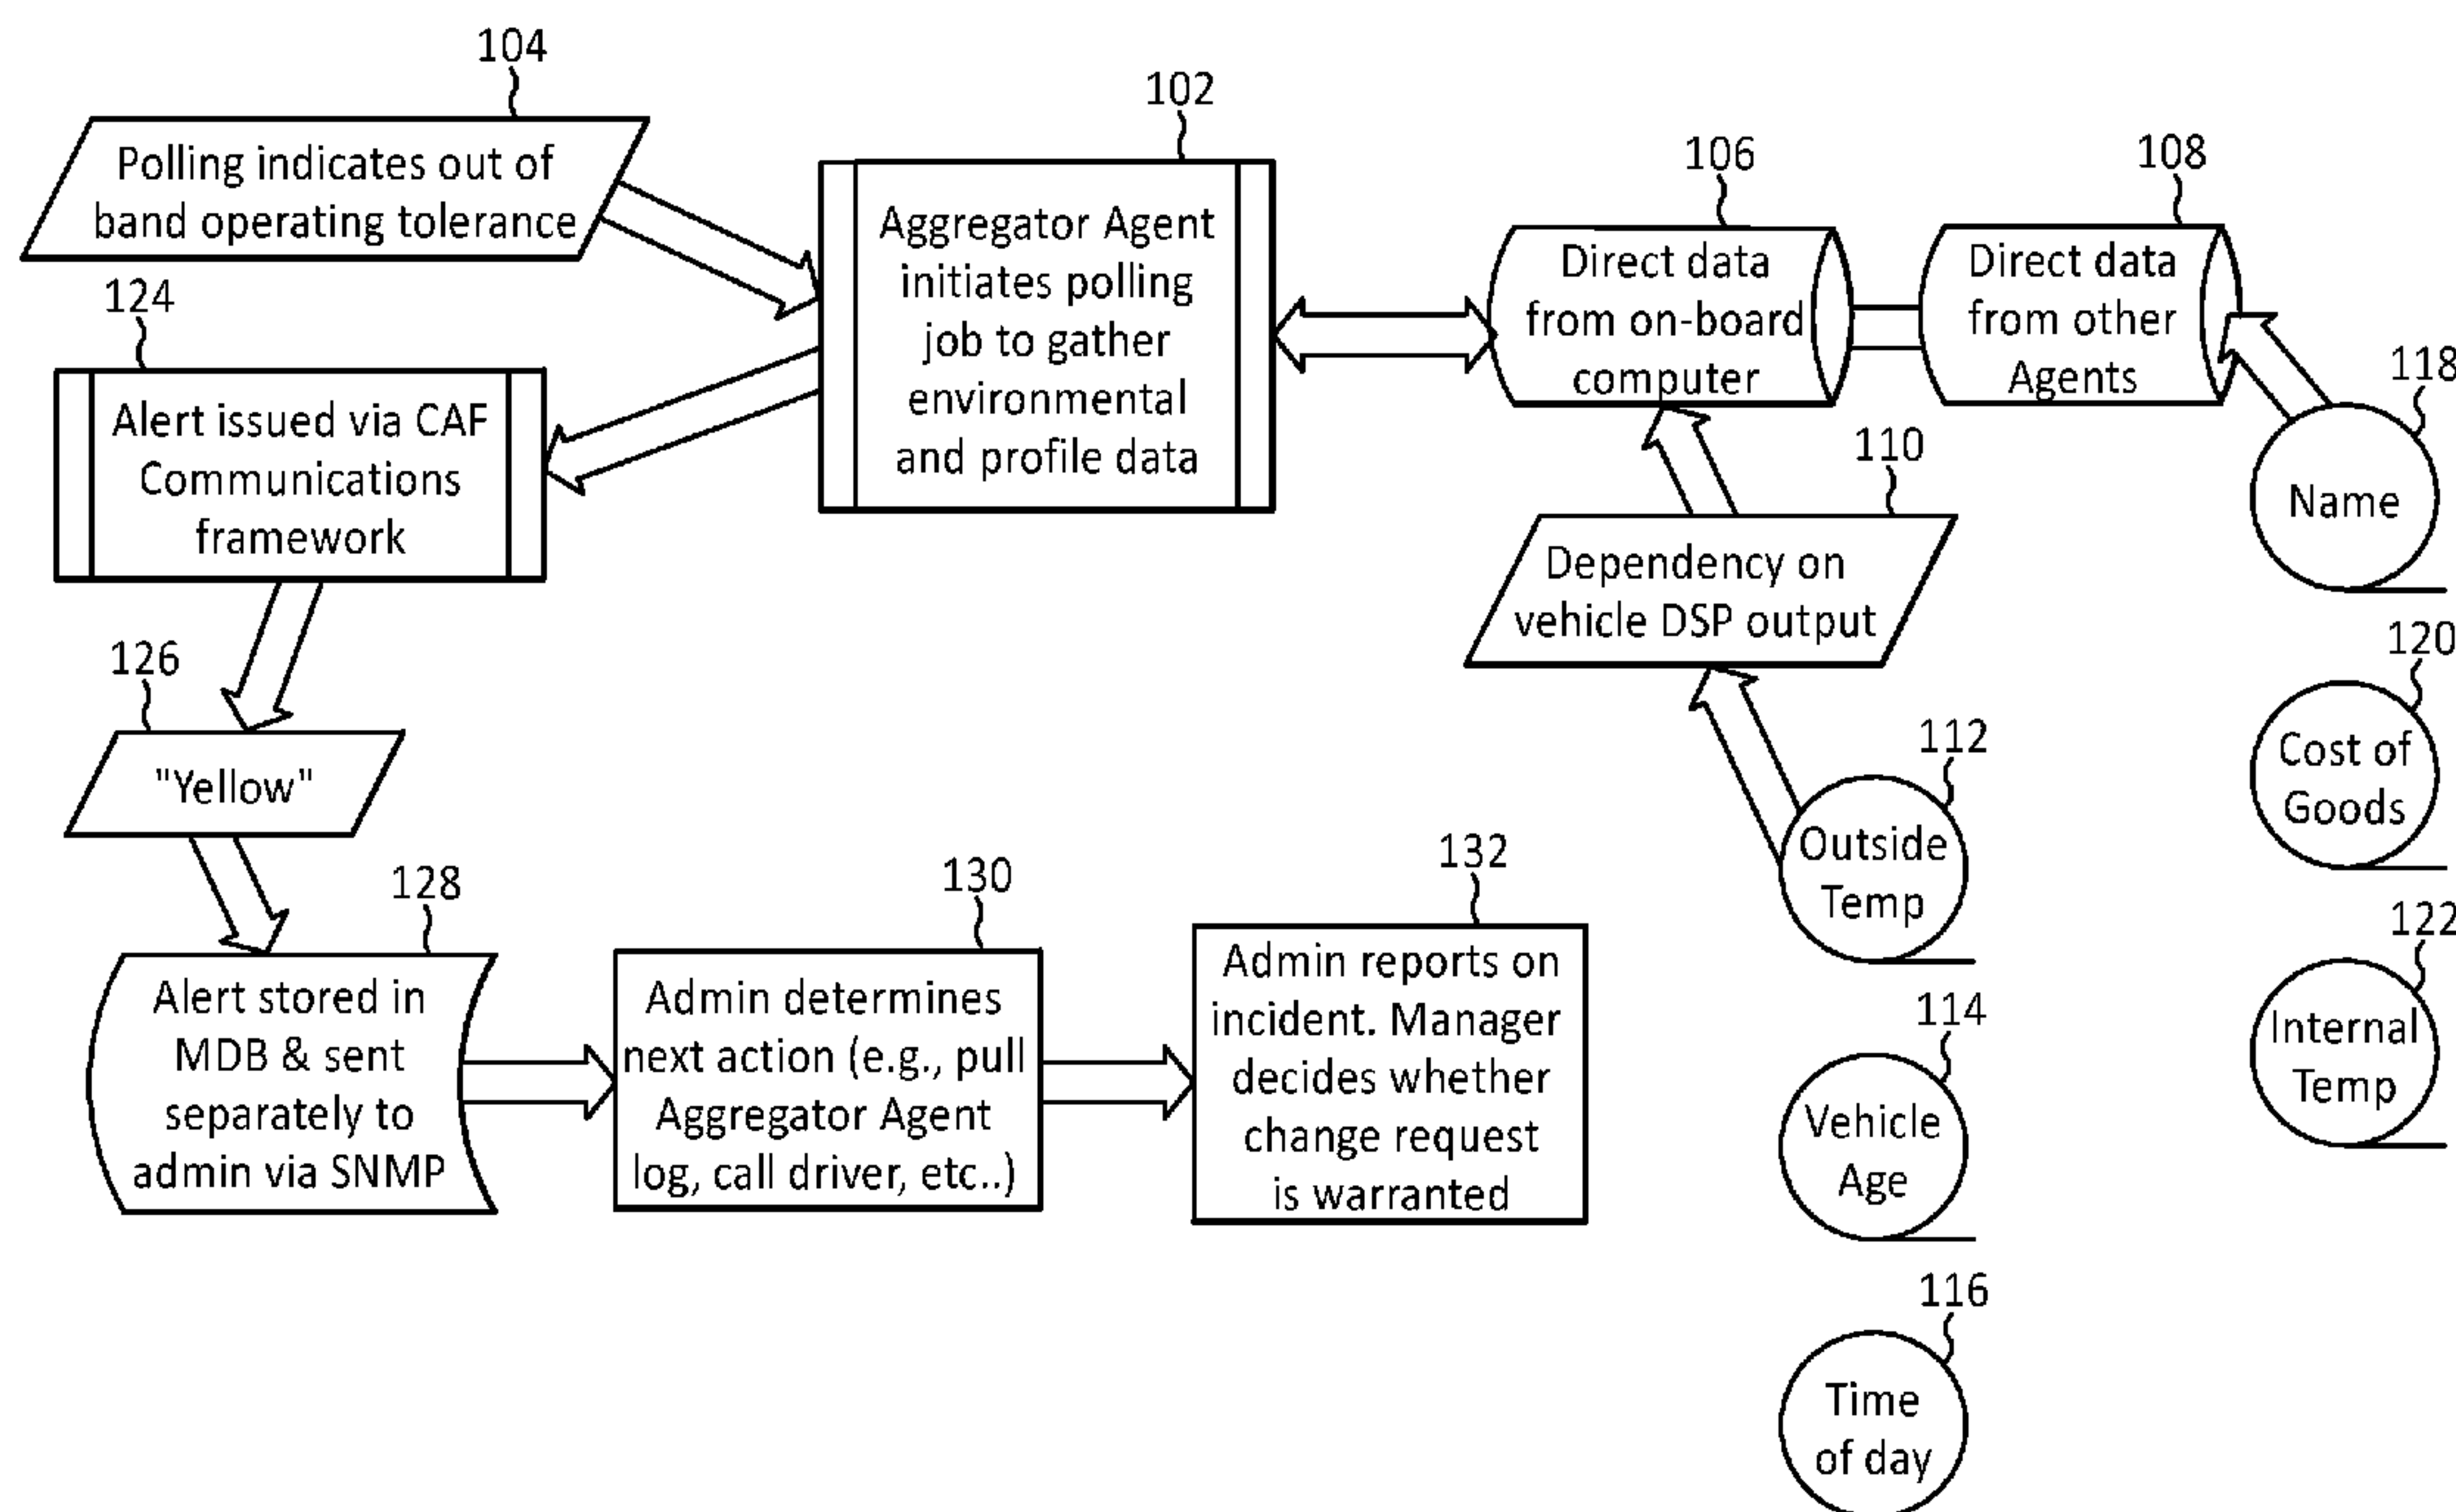 104
Polling indicates out of
band operating tolerance
102
Aggregator Agent
initiates polling
job to gather
environmental
and profile data
106
Direct data
from on-board
computer
108
Direct data
from other
Agents
118
Name
124
Alert issued via CAF
Communications
framework
110
Dependency on
vehicle DSP output
120
Cost of
Goods
126
"Yellow"
112
Outside
Temp
122
Internal
Temp
128
Alert stored in
MDB & sent
separately to
admin via SNMP
130
Admin determines
next action (e.g., pull
Aggregator Agent
log, call driver, etc..)
132
Admin reports on
incident. Manager
decides whether
change request
is warranted
114
Vehicle
Age
116
Time
of day